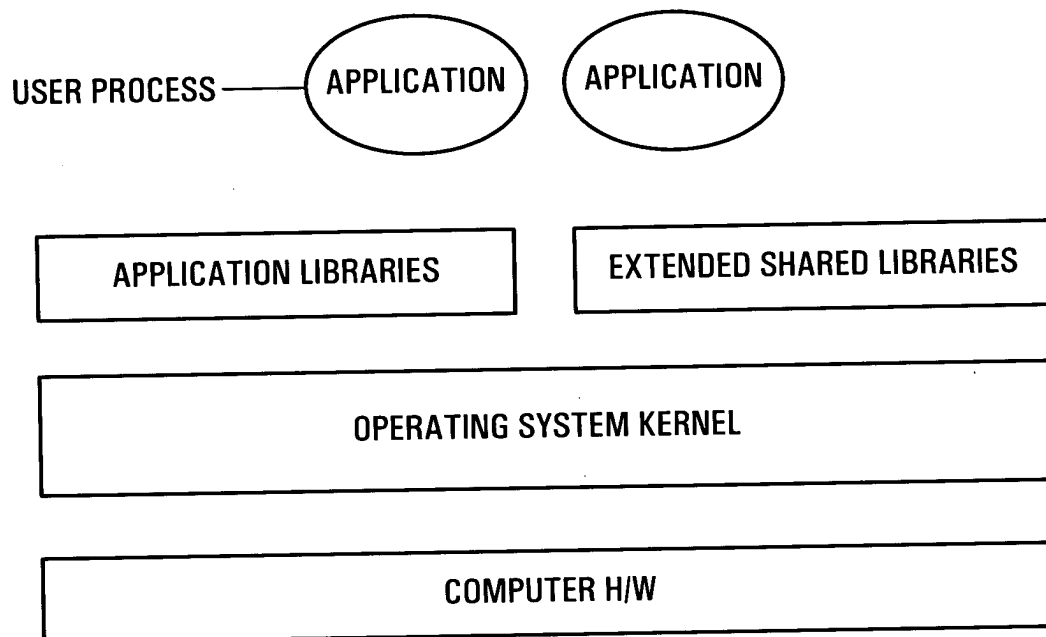 USER PROCESS
APPLICATION
APPLICATION
APPLICATION LIBRARIES
EXTENDED SHARED LIBRARIES
OPERATING SYSTEM KERNEL
COMPUTER H/W